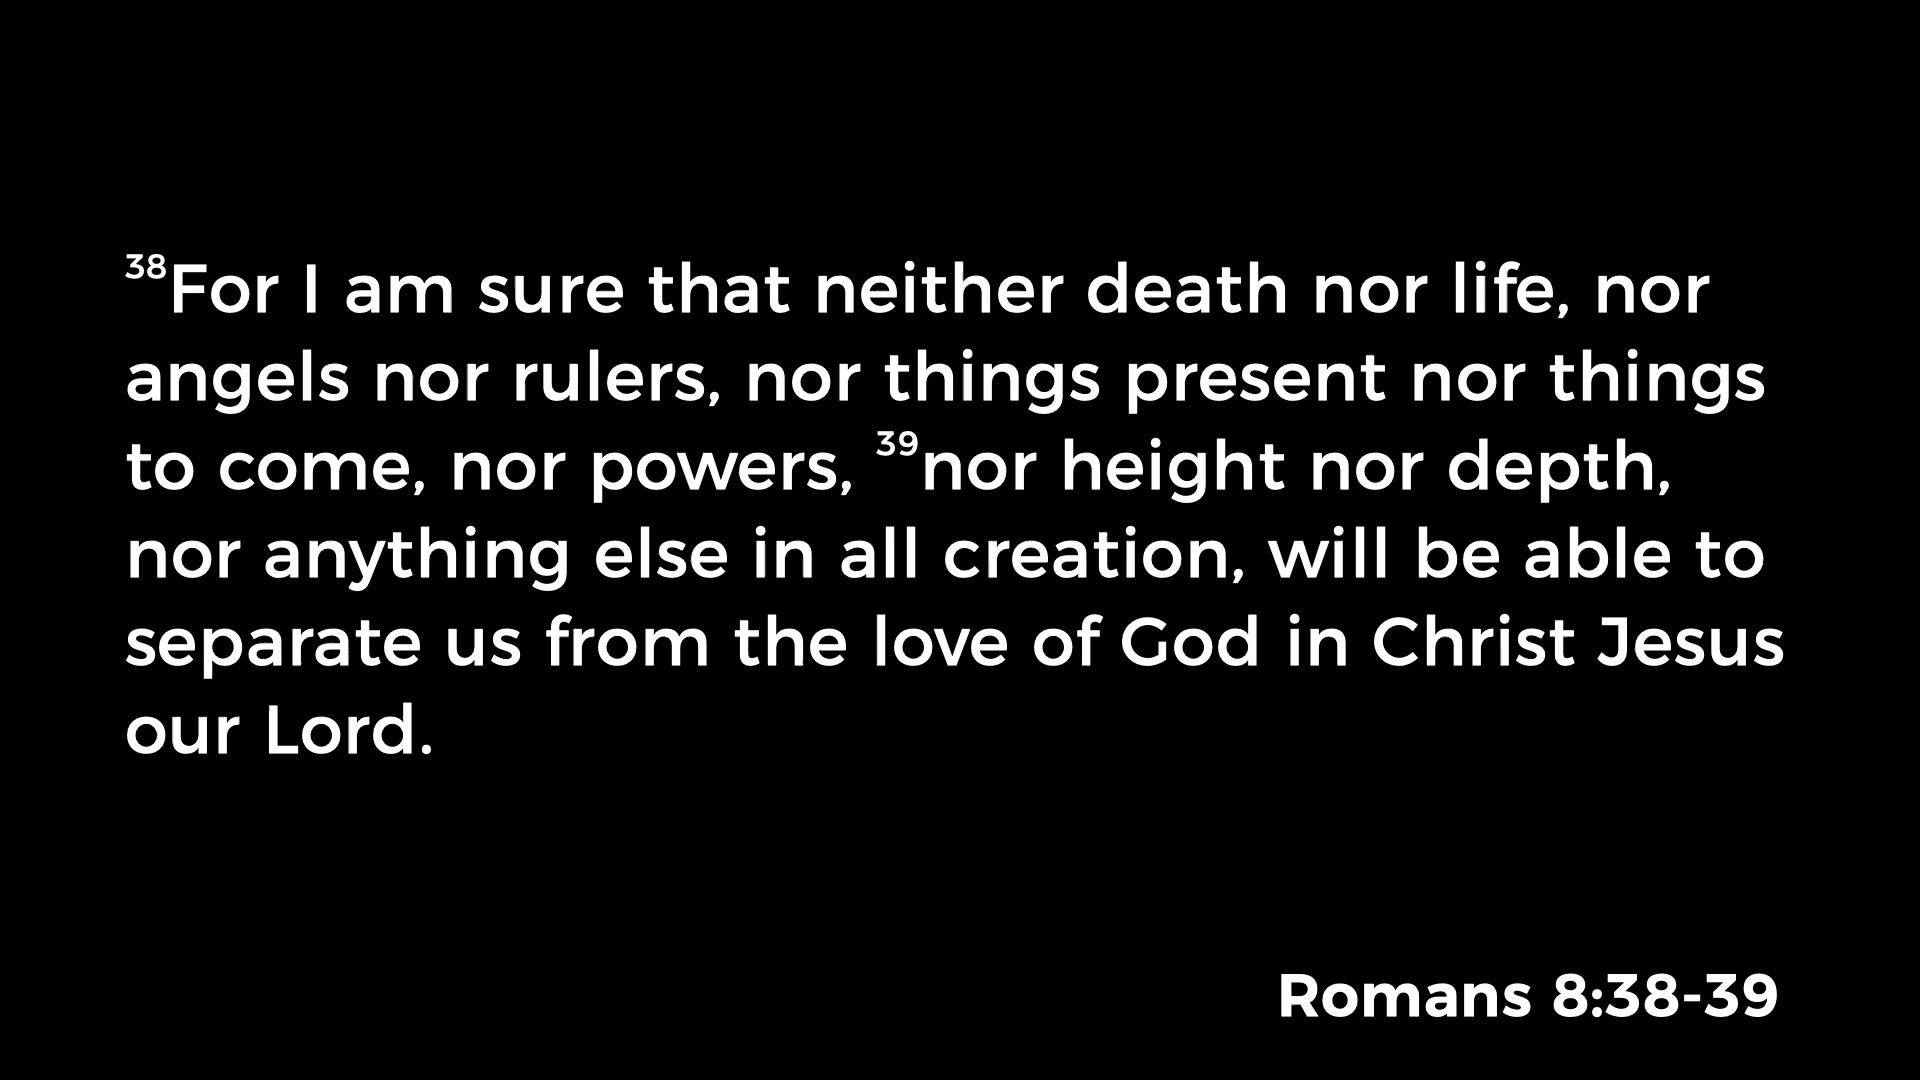 38For I am sure that neither death nor life, nor
angels nor rulers, nor things present nor things
to come, nor powers, 39nor height nor depth,
nor anything else in all creation, will be able to
separate us from the love of God in Christ Jesus
our Lord.
Romans 8:38-39